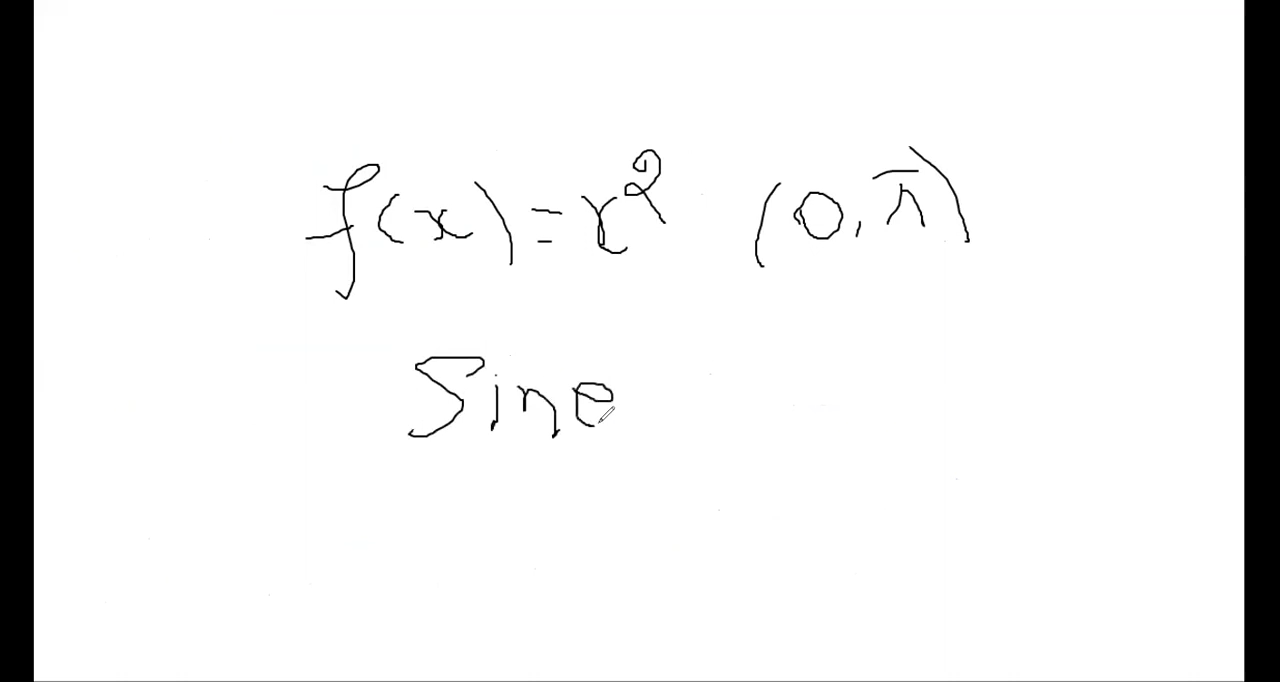 f(x) = x² (0, π)
Sine